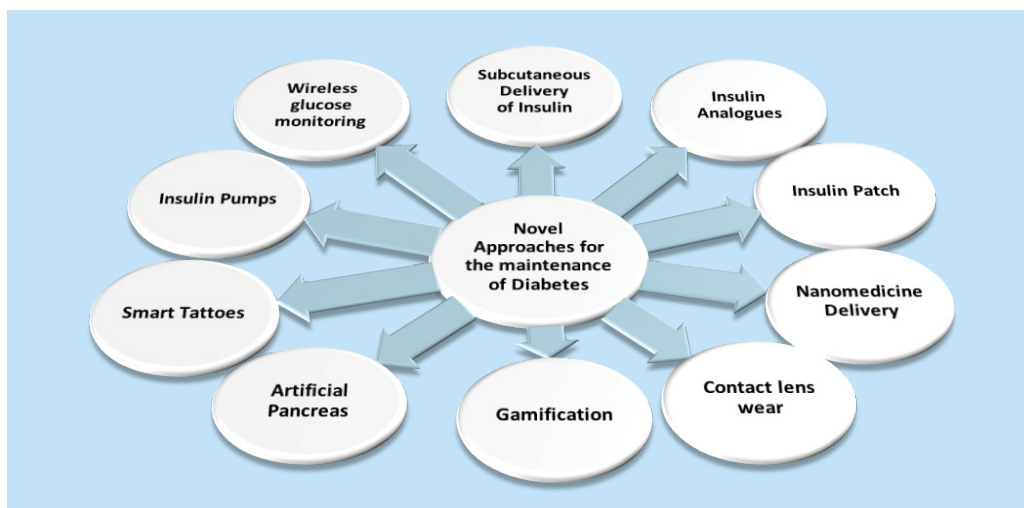 Wireless
glucose
monitoring
Subcutaneous
Delivery
of Insulin
Insulin
Analogues
Insulin Pumps
Insulin Patch
Novel
Approaches for
the maintenance
of Diabetes
Smart Tattoes
Nanomedicine
Delivery
Artificial
Pancreas
Gamification
Contact lens
wear